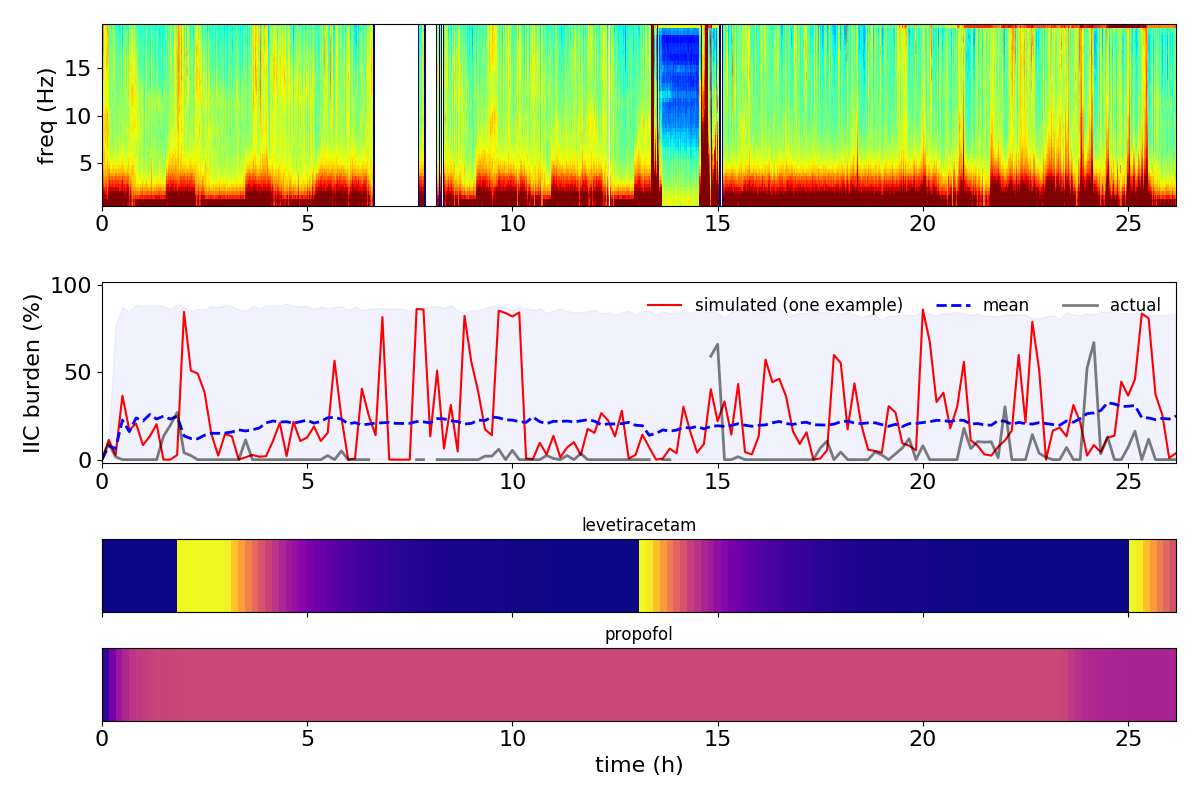 freq (Hz)
15
10
5
0 5 10 15 20 25
IIC burden (%)
100
50
0
simulated (one example) mean actual
0 5 10 15 20 25
levetiracetam
propofol
0 5 10 15 20 25
time (h)